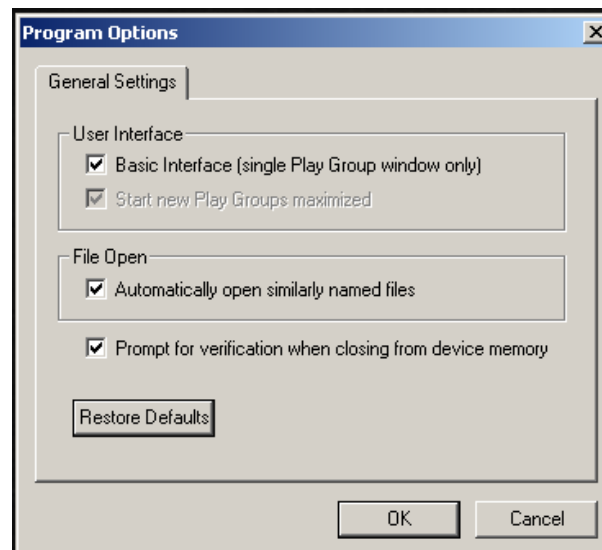 Program Options
General Settings
User Interface
Basic Interface (single Play Group window only)
Start new Play Groups maximized
File Open
Automatically open similarly named files
Prompt for verification when closing from device memory
Restore Defaults
OK
Cancel